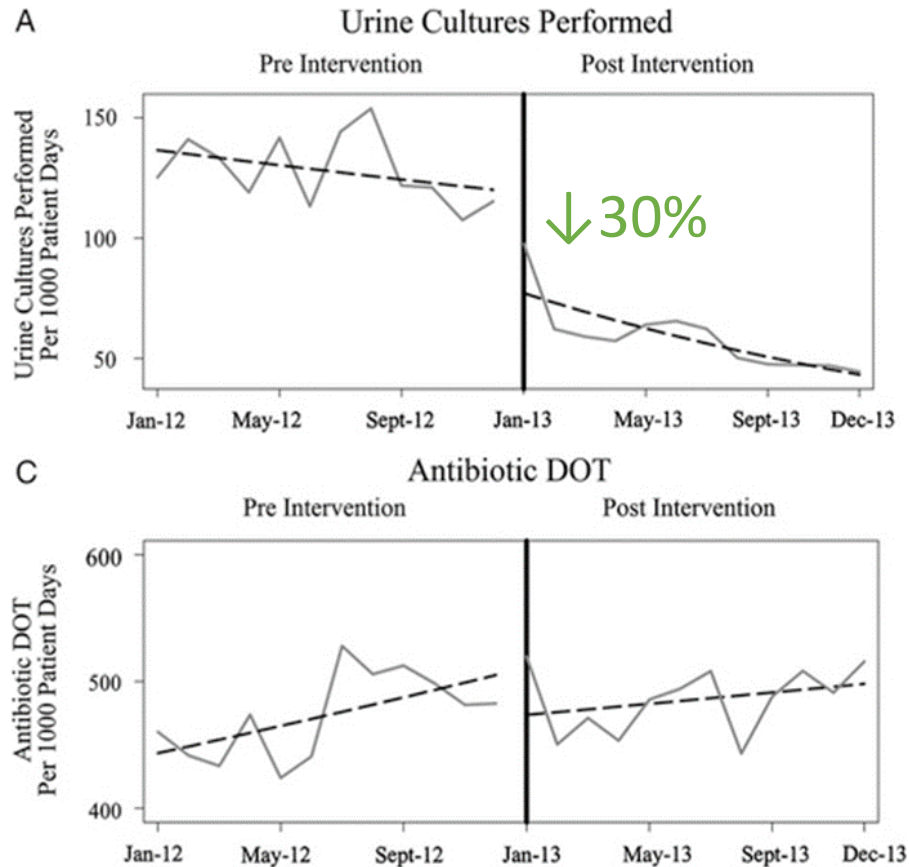 A
Urine Cultures Performed
Pre Intervention
Post Intervention
Urine Cultures Performed
Per 1000 Patient Days
150
100
50
↓30%
Jan-12
May-12
Sept-12
Jan-13
May-13
Sept-13
Dec-13
C
Antibiotic DOT
Pre Intervention
Post Intervention
Antibiotic DOT
Per 1000 Patient Days
600
500
400
Jan-12
May-12
Sept-12
Jan-13
May-13
Sept-13
Dec-13